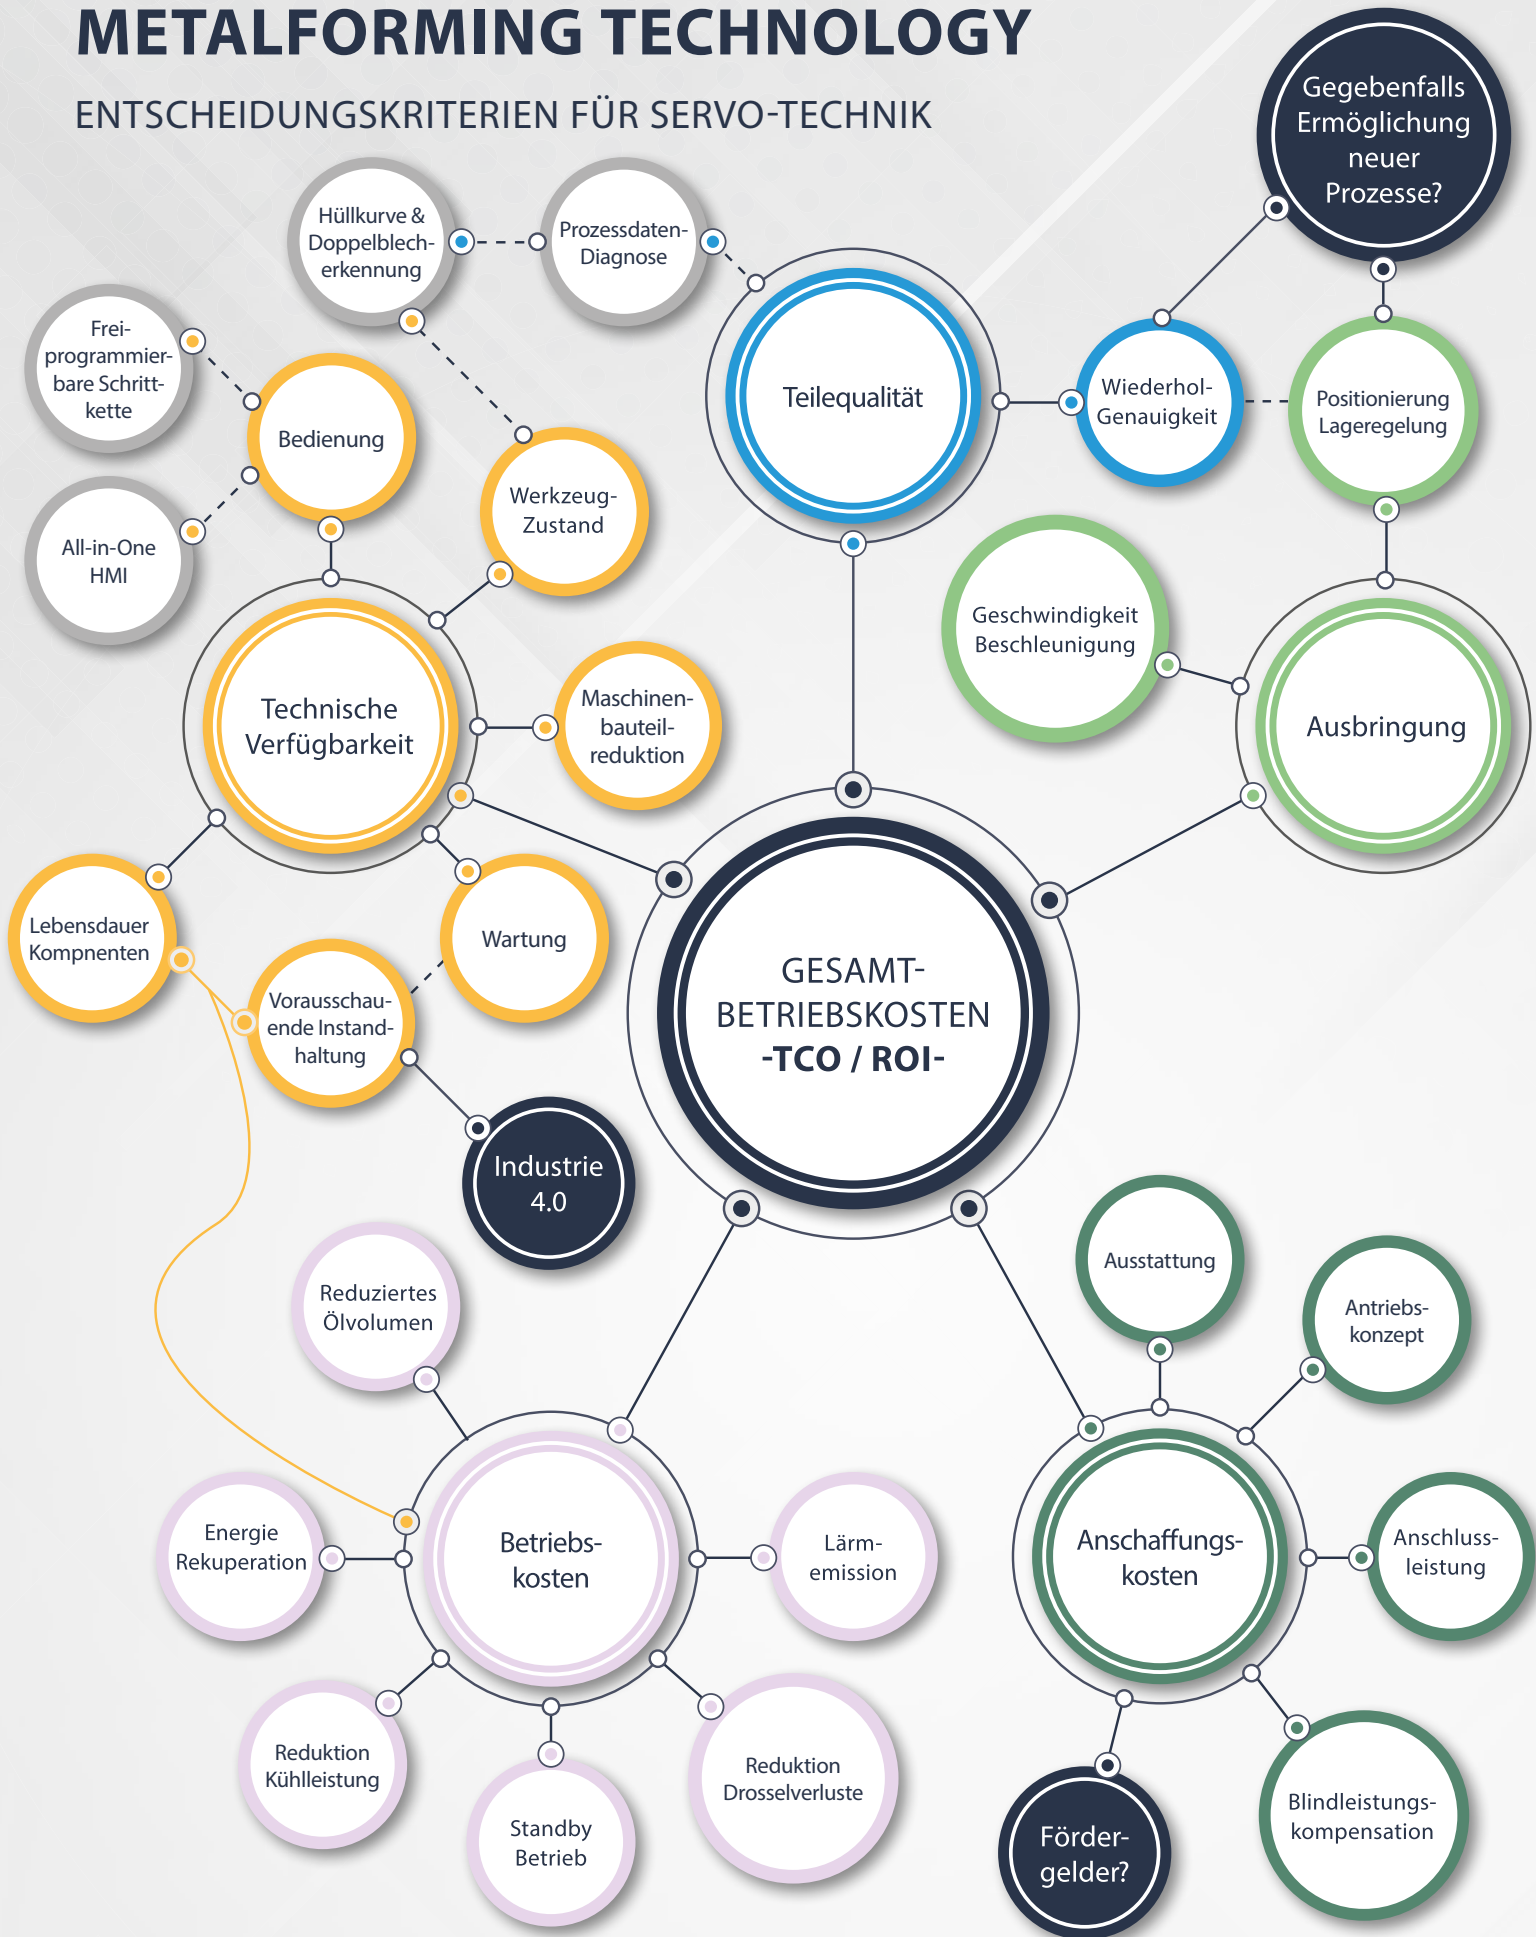 METALFORMING TECHNOLOGY
ENTSCHEIDUNGSKRITERIEN FÜR SERVO-TECHNIK
Gegebenfalls
Ermöglichung
neuer
Prozesse?
Hüllkurve &
Doppelblech-
erkennung
Prozessdaten-
Diagnose
Frei-
programmier-
bare Schritt-
kette
Bedienung
Teilequalität
Wiederhol-
Genauigkeit
Positionierung
Lageregelung
All-in-One
HMI
Werkzeug-
Zustand
Geschwindigkeit
Beschleunigung
Technische
Verfügbarkeit
Maschinen-
bauteil-
reduktion
Ausbringung
Lebensdauer
Kompnenten
Wartung
Vorausschau-
ende Instand-
haltung
GESAMT-
BETRIEBSKOSTEN
-TCO / ROI-
Industrie
4.0
Reduziertes
Ölvolumen
Ausstattung
Antriebs-
konzept
Energie
Rekuperation
Betriebs-
kosten
Lärm-
emission
Anschaffungs-
kosten
Anschluss-
leistung
Reduktion
Kühlleistung
Standby
Betrieb
Reduktion
Drosselverluste
Förder-
gelder?
Blindleistungs-
kompensation